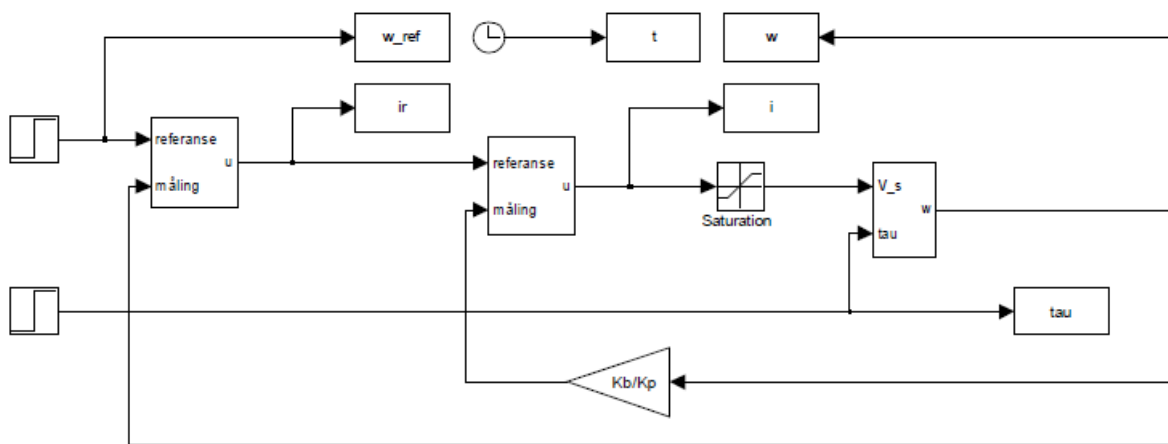 w_ref
t
w
ir
i
referanse
u
måling
referanse
u
måling
Saturation
V_s
w
tau
tau
Kb/Kp